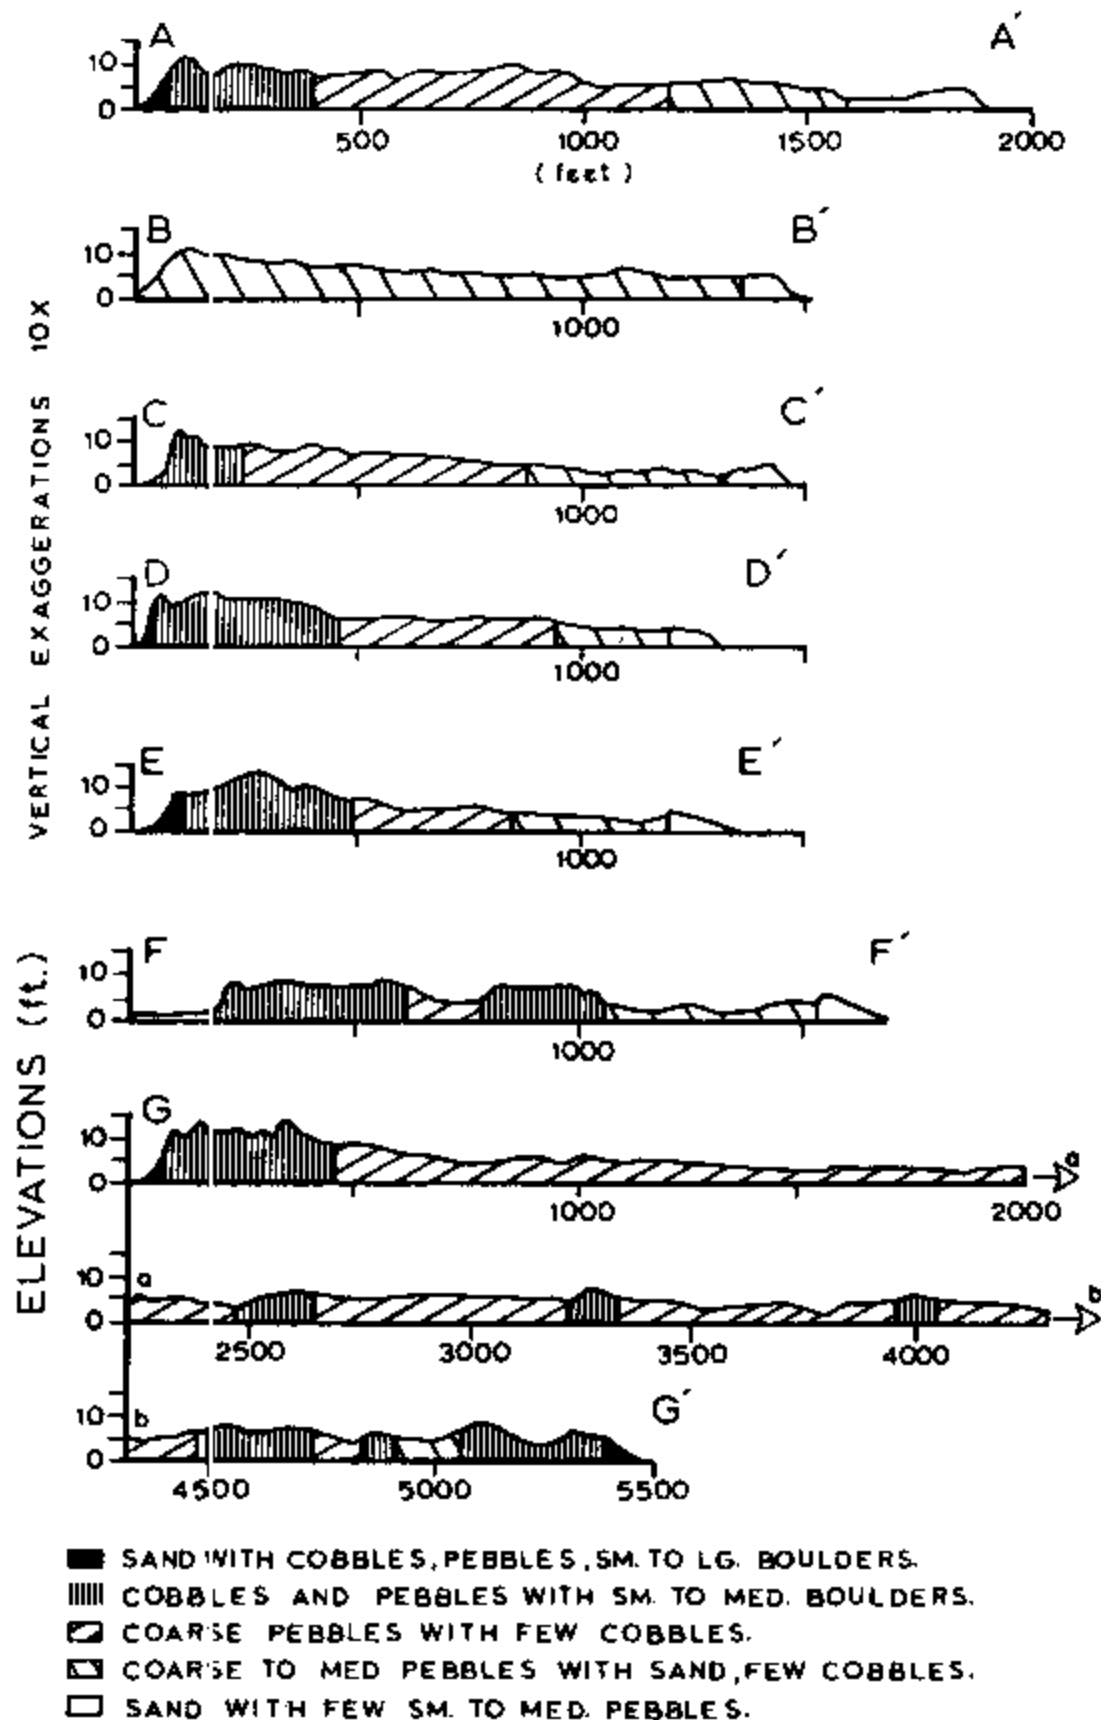 A A′
10
0
500 1000 1500 2000
(feet)
B B′
10
0
1000
C C′
10
0
1000
D D′
10
0
1000
E E′
10
0
1000
F F′
10
0
1000
G
10
0
a
1000 2000
a
10
0
2500 3000 3500 4000
b G′
10
0
4500 5000 5500
VERTICAL EXAGGERATIONS 10X
ELEVATIONS (ft.)
SAND WITH COBBLES, PEBBLES, SM. TO LG. BOULDERS.
COBBLES AND PEBBLES WITH SM. TO MED. BOULDERS.
COARSE PEBBLES WITH FEW COBBLES.
COARSE TO MED PEBBLES WITH SAND, FEW COBBLES.
SAND WITH FEW SM. TO MED. PEBBLES.